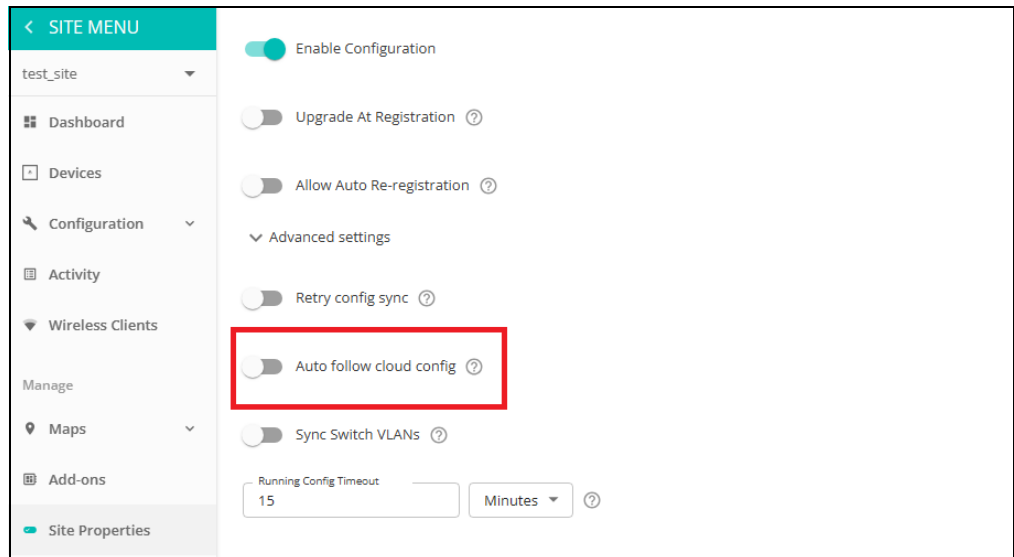 SITE MENU
test_site
Dashboard
Devices
Configuration
Activity
Wireless Clients
Manage
Maps
Add-ons
Site Properties
Enable Configuration
Upgrade At Registration ?
Allow Auto Re-registration ?
Advanced settings
Retry config sync ?
Auto follow cloud config ?
Sync Switch VLANs ?
Running Config Timeout
15 Minutes ?